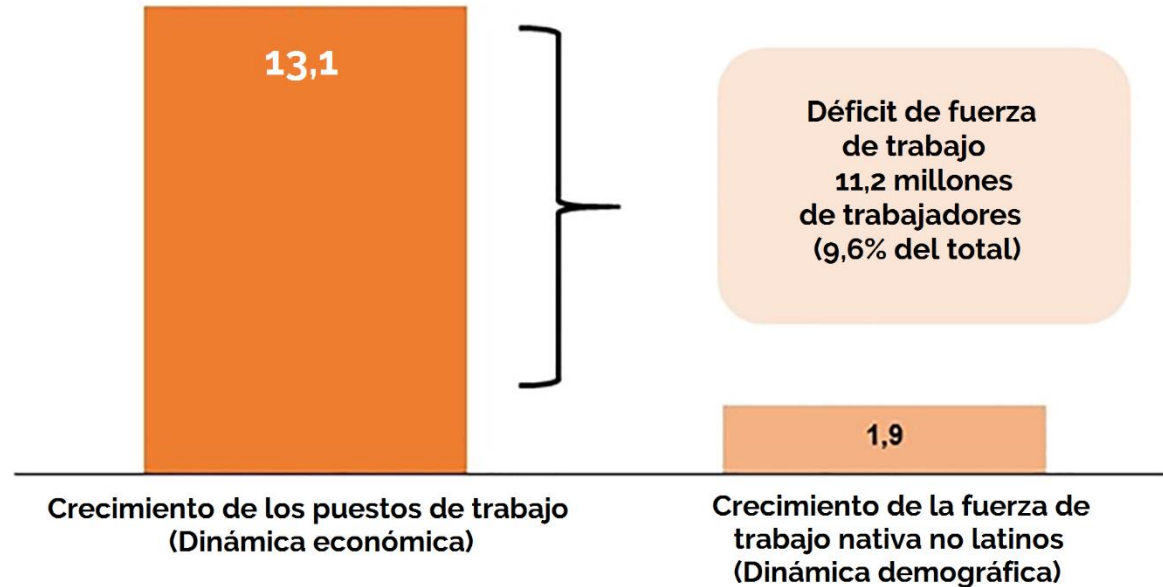 13,1
Déficit de fuerza
de trabajo
11,2 millones
de trabajadores
(9,6% del total)
1,9
Crecimiento de los puestos de trabajo
(Dinámica económica)
Crecimiento de la fuerza de
trabajo nativa no latinos
(Dinámica demográfica)